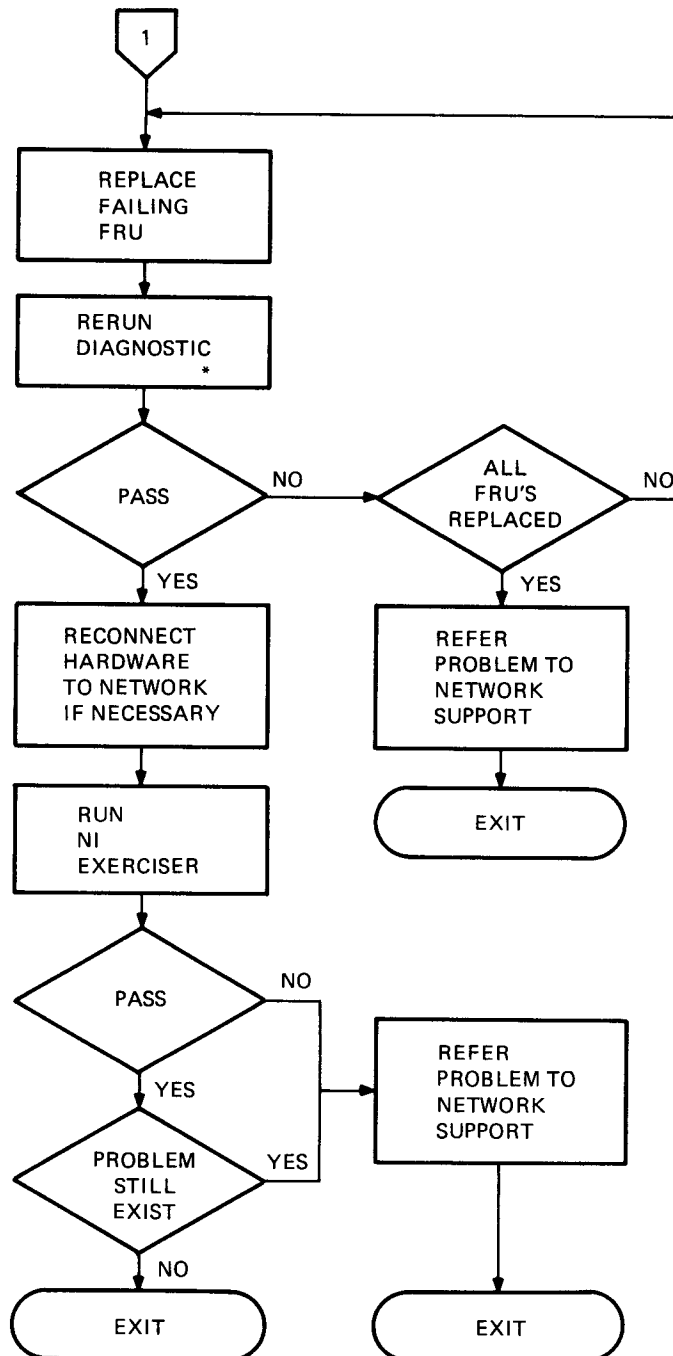 1
REPLACE
FAILING
FRU
RERUN
DIAGNOSTIC
*
PASS
NO
ALL
FRU'S
REPLACED
NO
YES
YES
RECONNECT
HARDWARE
TO NETWORK
IF NECESSARY
REFER
PROBLEM TO
NETWORK
SUPPORT
EXIT
RUN
NI
EXERCISER
PASS
NO
YES
REFER
PROBLEM TO
NETWORK
SUPPORT
PROBLEM
STILL
EXIST
YES
NO
EXIT
EXIT